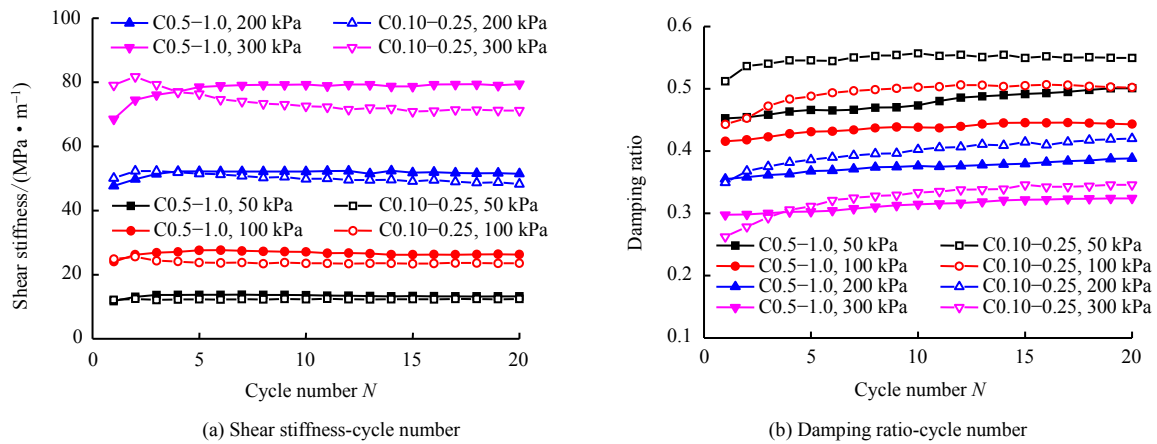 100
80
60
40
20
0
Shear stiffness/(MPa • m⁻¹)
C0.5−1.0, 200 kPa
C0.10−0.25, 200 kPa
C0.5−1.0, 300 kPa
C0.10−0.25, 300 kPa
C0.5−1.0, 50 kPa
C0.10−0.25, 50 kPa
C0.5−1.0, 100 kPa
C0.10−0.25, 100 kPa
0 5 10 15 20
Cycle number N
(a) Shear stiffness-cycle number
0.6
0.5
0.4
0.3
0.2
0.1
Damping ratio
C0.5−1.0, 50 kPa
C0.10−0.25, 50 kPa
C0.5−1.0, 100 kPa
C0.10−0.25, 100 kPa
C0.5−1.0, 200 kPa
C0.10−0.25, 200 kPa
C0.5−1.0, 300 kPa
C0.10−0.25, 300 kPa
0 5 10 15 20
Cycle number N
(b) Damping ratio-cycle number